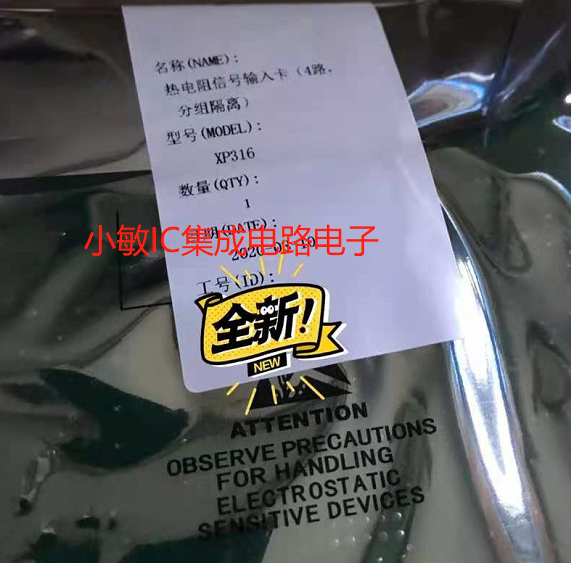 名称(NAME):
热电阻信号输入卡（4路，
分组隔离）
型号(MODEL):
XP316
数量(QTY):
1
期(DATE):
小敏IC集成电路电子
工号(ID):
全新!
NEW
ATTENTION
OBSERVE PRECAUTIONS
FOR HANDLING
ELECTROSTATIC
SENSITIVE DEVICES